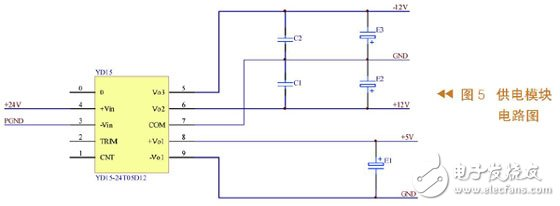 -12V
C2
E3
YD15
GND
0 0 Vo3 5
C1
E2
+24V 4 +Vin Vo2 6
+12V
PGND 3 -Vin COM 7
2 TRIM +Vo1 8
+5V
1 CNT -Vo1 9
E1
YD15-24T05D12
GND
图5 供电模块
电路图
电子发烧友
www.elecfans.com